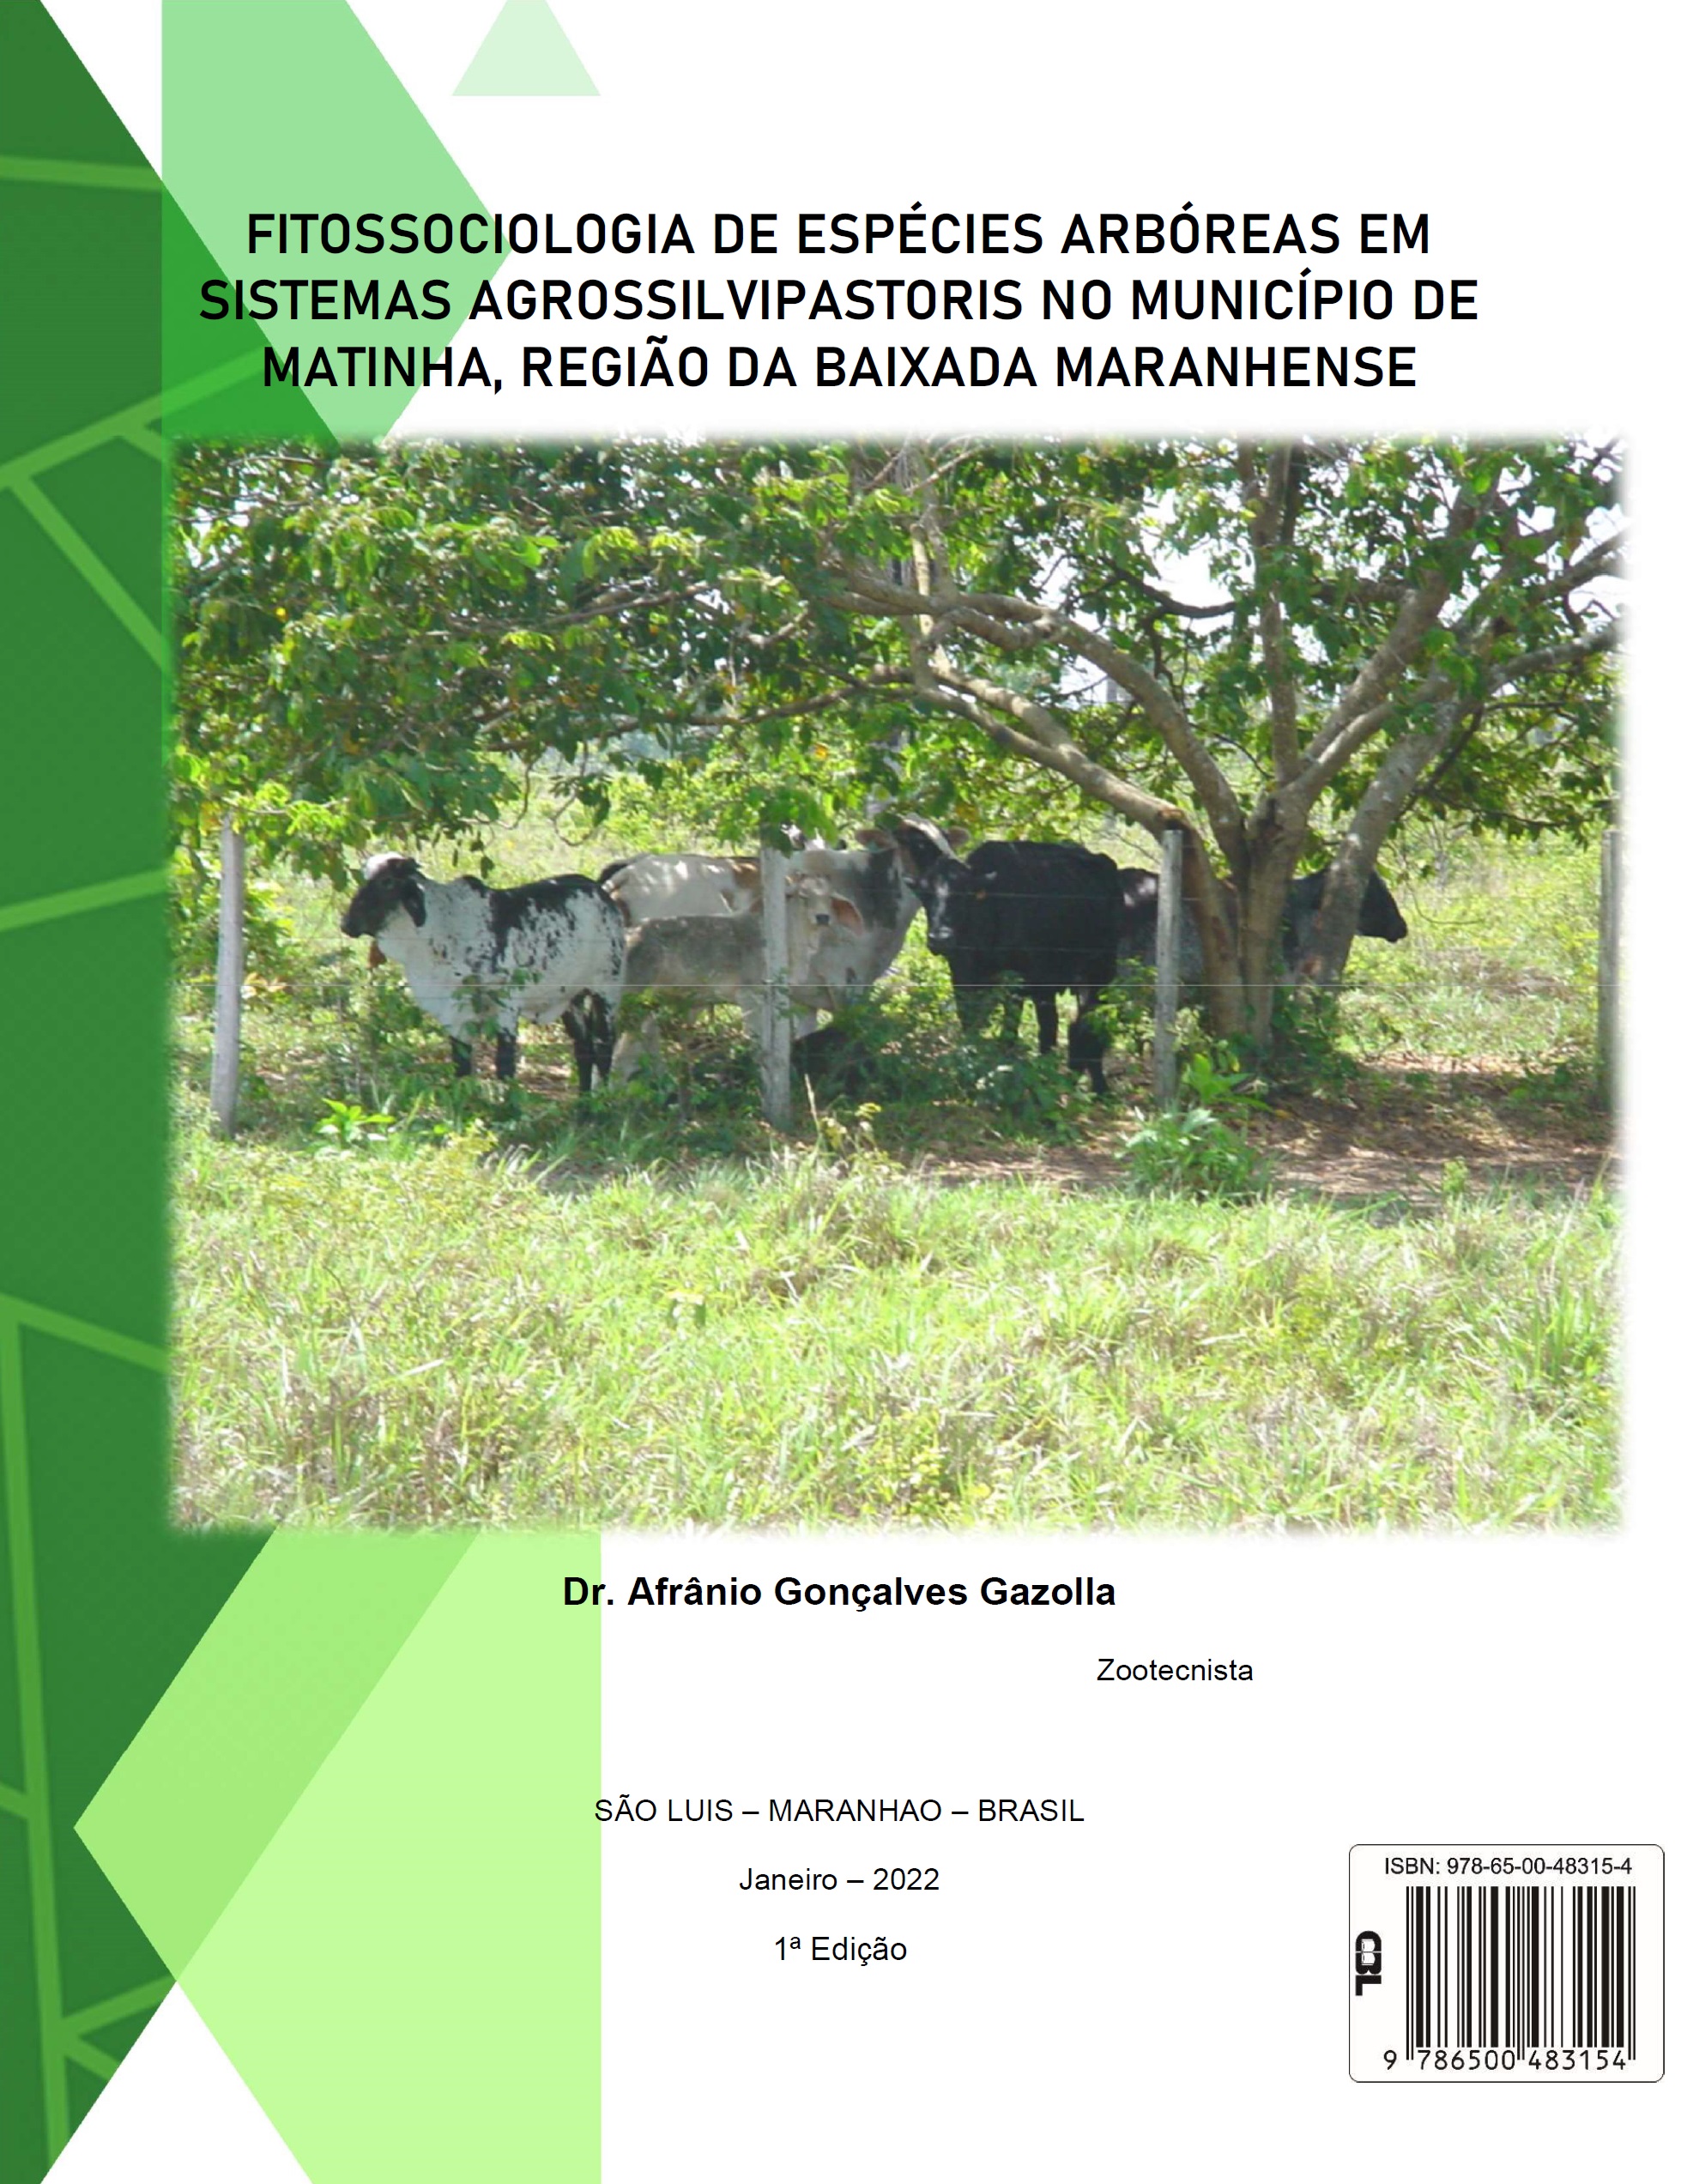 FITOSSOCIOLOGIA DE ESPÉCIES ARBÓREAS EM
SISTEMAS AGROSSILVIPASTORIS NO MUNICÍPIO DE
MATINHA, REGIÃO DA BAIXADA MARANHENSE
Dr. Afrânio Gonçalves Gazolla
Zootecnista
SÃO LUIS – MARANHAO – BRASIL
Janeiro – 2022
1ª Edição
ISBN: 978-65-00-48315-4
CBL
9 786500 483154